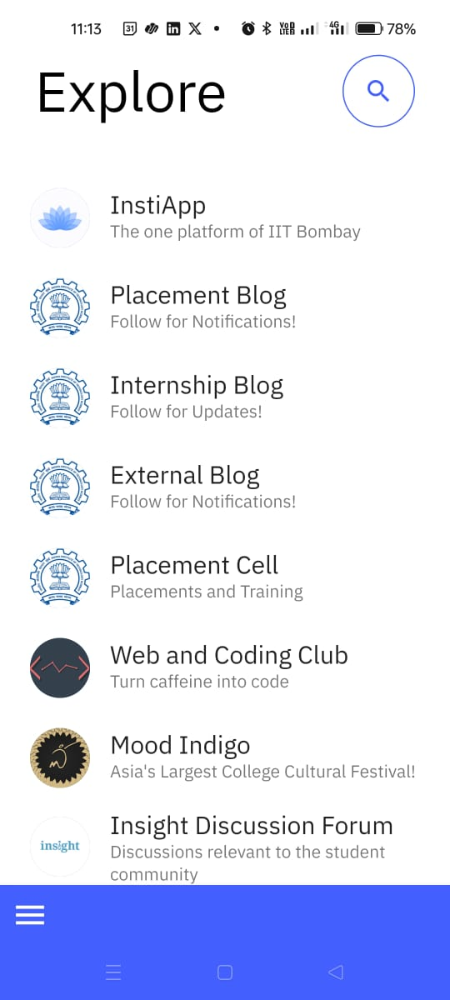 11:13
31
78%
4G
Explore
InstiApp
The one platform of IIT Bombay
Placement Blog
Follow for Notifications!
Internship Blog
Follow for Updates!
External Blog
Follow for Notifications!
Placement Cell
Placements and Training
Web and Coding Club
Turn caffeine into code
Mood Indigo
Asia's Largest College Cultural Festival!
insight
Insight Discussion Forum
Discussions relevant to the student
community